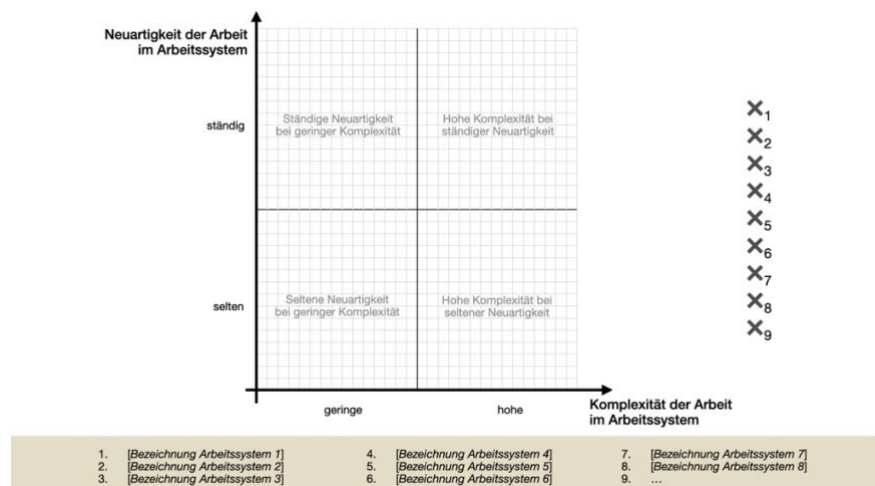 Neuartigkeit der Arbeit
im Arbeitssystem
ständig
Ständige Neuartigkeit
bei geringer Komplexität
Hohe Komplexität bei
ständiger Neuartigkeit
selten
Seltene Neuartigkeit
bei geringer Komplexität
Hohe Komplexität bei
seltener Neuartigkeit
geringe
hohe
Komplexität der Arbeit
im Arbeitssystem
✕1
✕2
✕3
✕4
✕5
✕6
✕7
✕8
✕9
1. [Bezeichnung Arbeitssystem 1]
2. [Bezeichnung Arbeitssystem 2]
3. [Bezeichnung Arbeitssystem 3]
4. [Bezeichnung Arbeitssystem 4]
5. [Bezeichnung Arbeitssystem 5]
6. [Bezeichnung Arbeitssystem 6]
7. [Bezeichnung Arbeitssystem 7]
8. [Bezeichnung Arbeitssystem 8]
9. ...